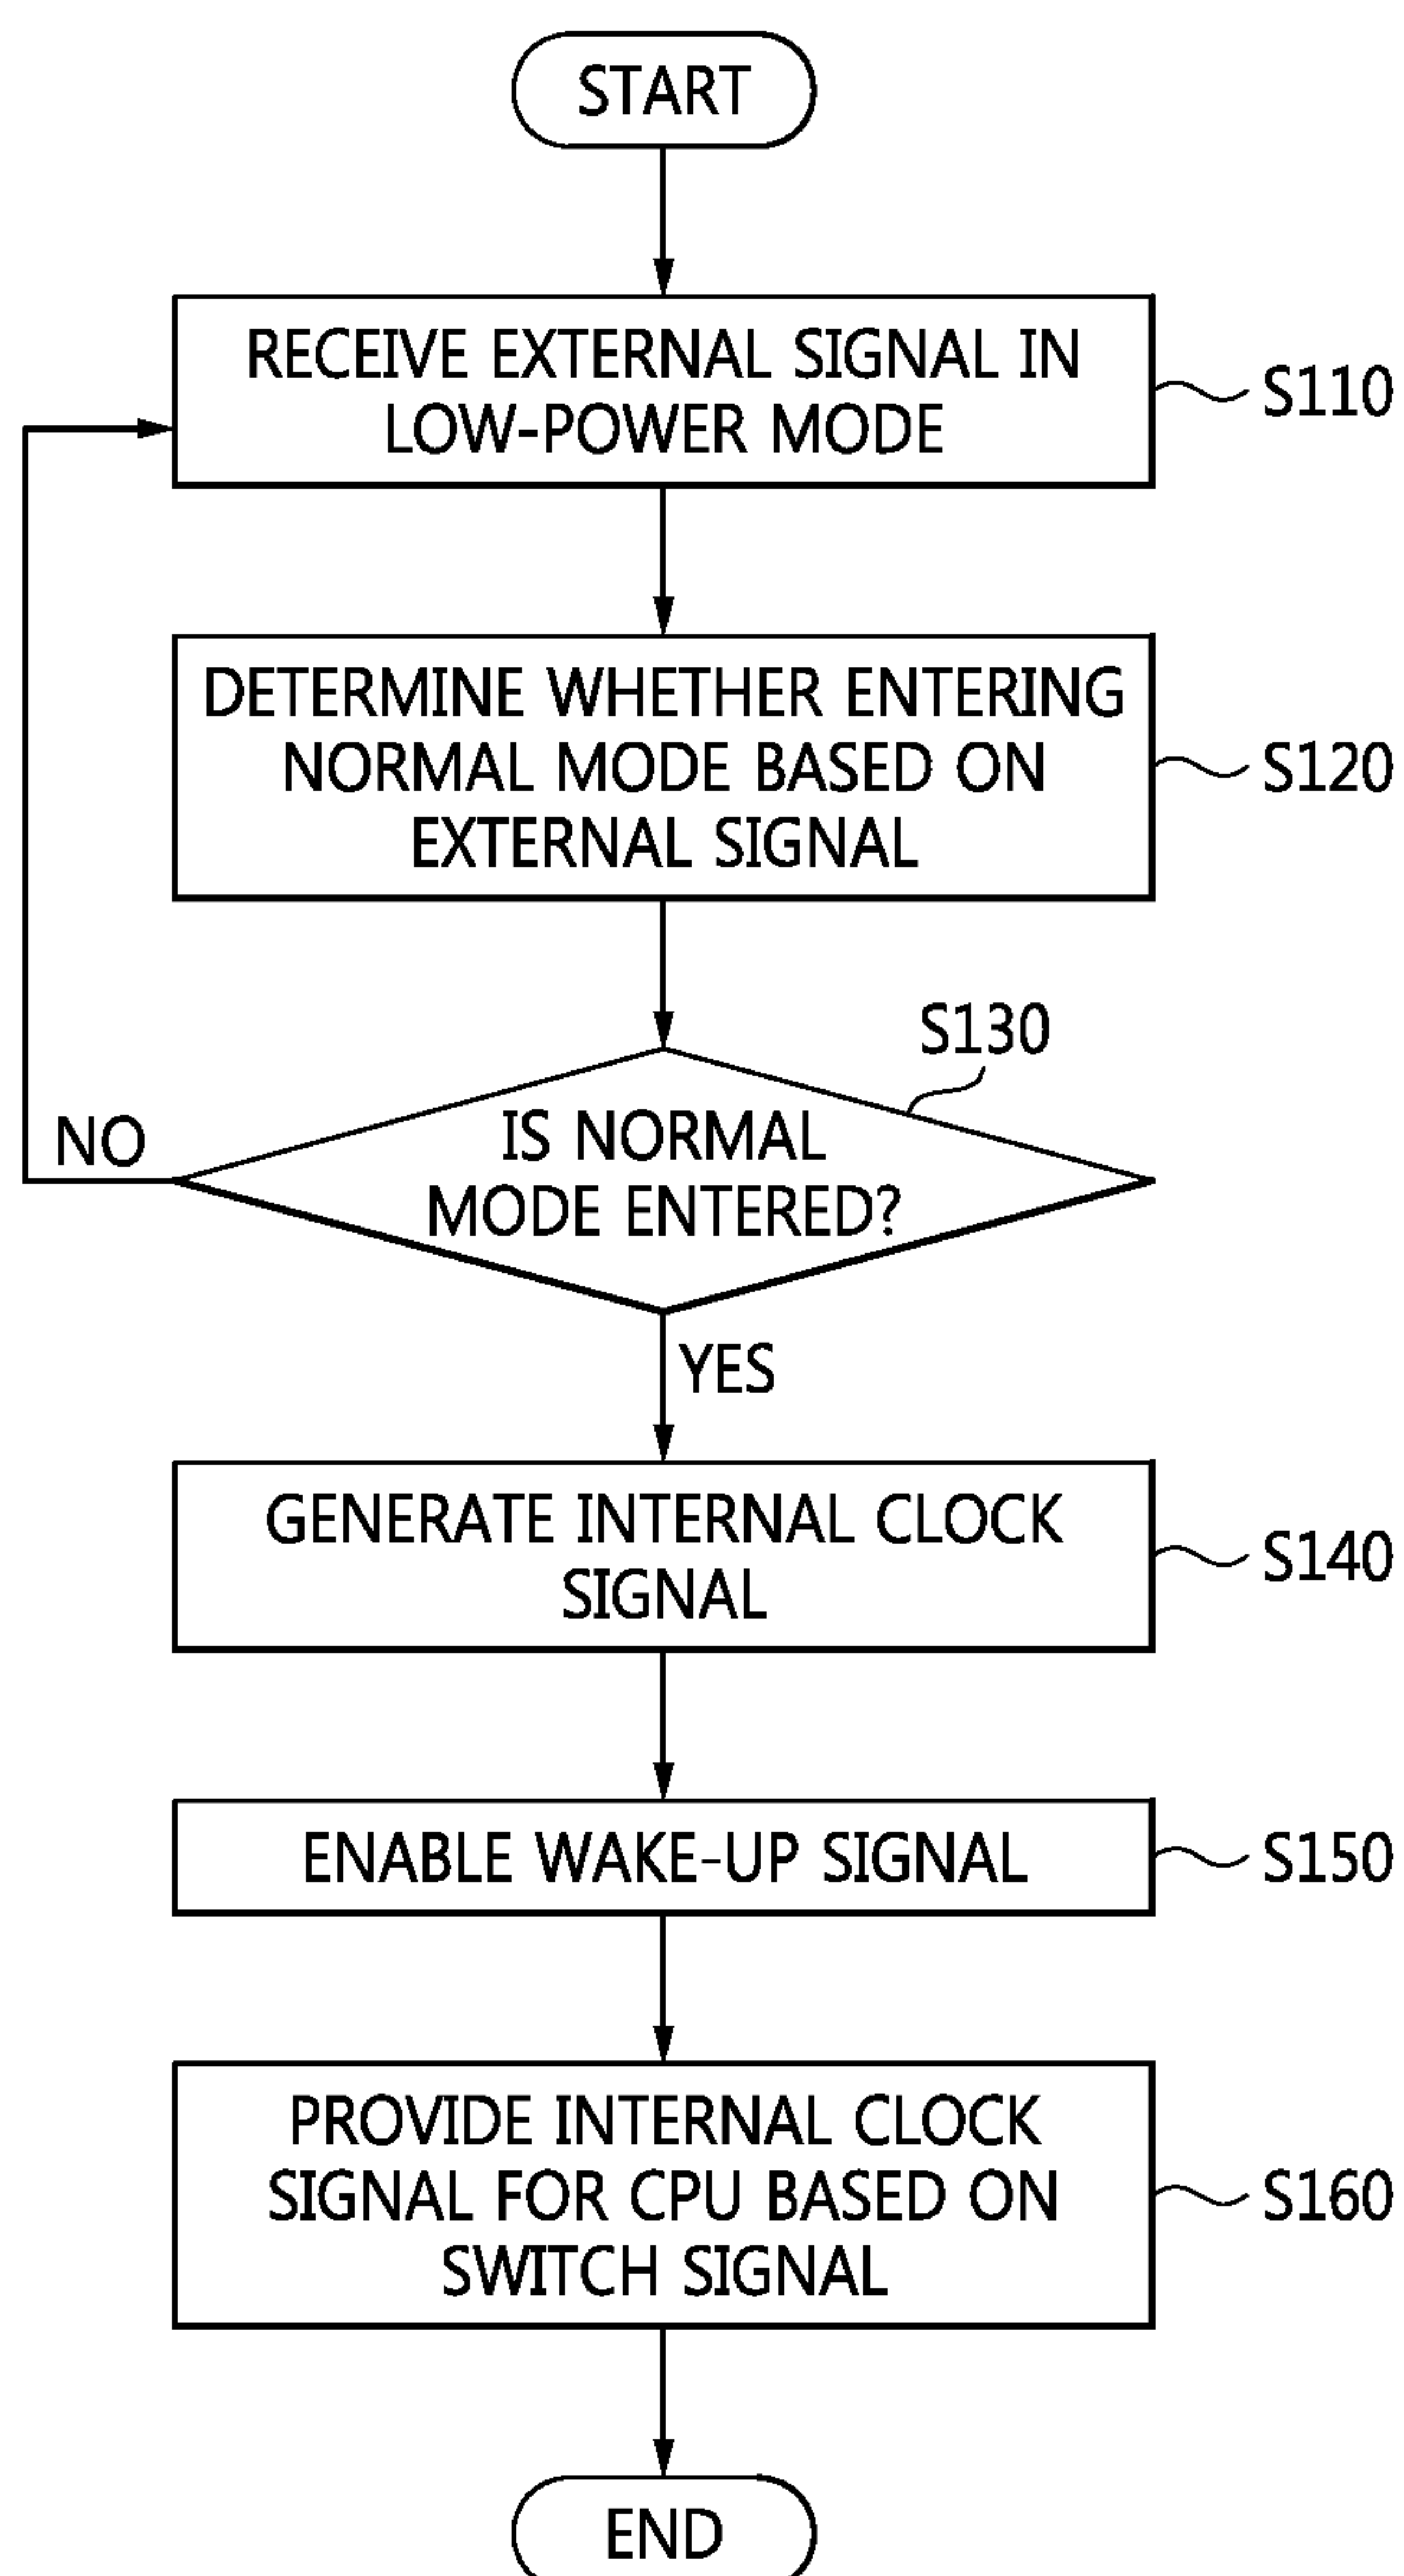 START
RECEIVE EXTERNAL SIGNAL IN
LOW-POWER MODE
S110
DETERMINE WHETHER ENTERING
NORMAL MODE BASED ON
EXTERNAL SIGNAL
S120
S130
IS NORMAL
MODE ENTERED?
NO
YES
GENERATE INTERNAL CLOCK
SIGNAL
S140
ENABLE WAKE-UP SIGNAL
S150
PROVIDE INTERNAL CLOCK
SIGNAL FOR CPU BASED ON
SWITCH SIGNAL
S160
END